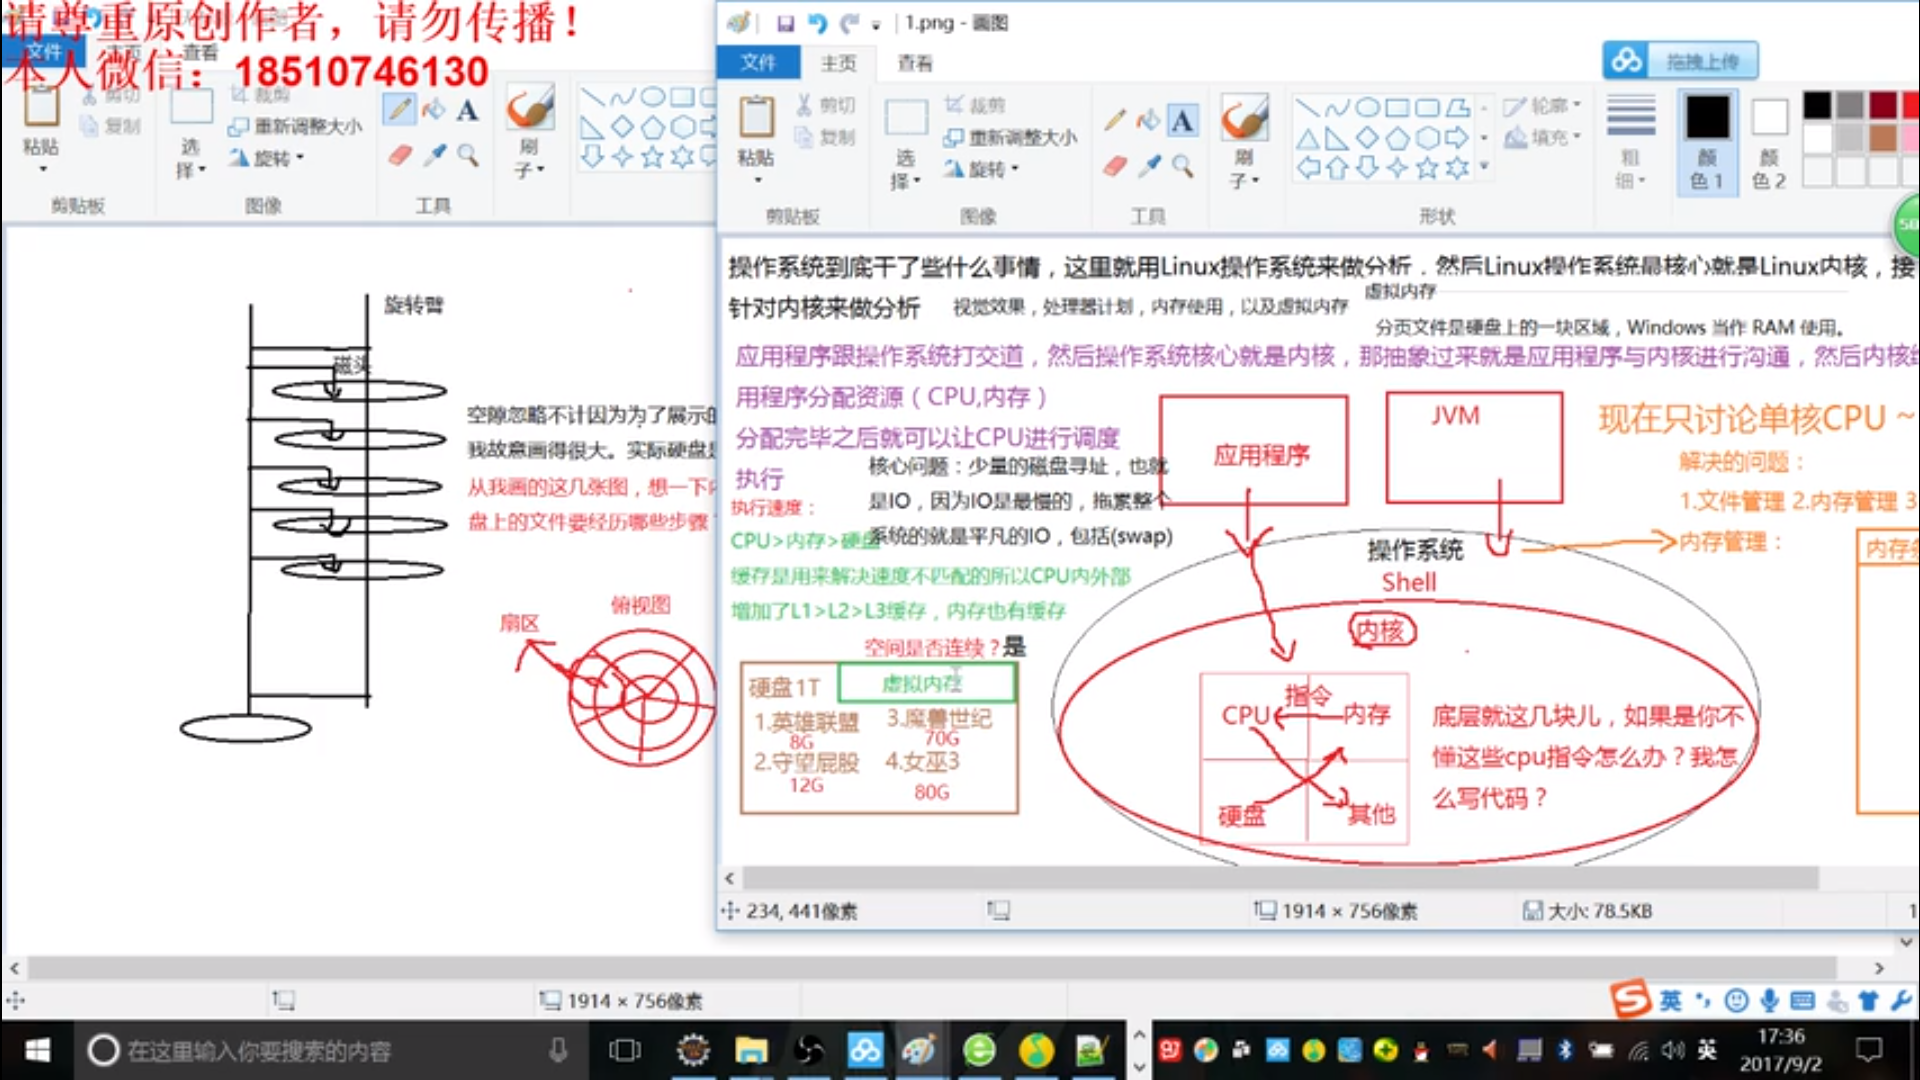 请尊重原创作者，请勿传播！
本人微信：18510746130
文件
主页
查看
剪切
复制
粘贴
选择
裁剪
重新调整大小
旋转
刷子
剪贴板
图像
工具
旋转臂
磁头
空隙忽略不计因为为了展示的
我故意画得很大。实际硬盘是
从我画的这几张图，想一下内
盘上的文件要经历哪些步骤
俯视图
扇区
1914 × 756像素
1.png - 画图
文件
主页
查看
拖拽上传
粘贴
剪切
复制
选择
裁剪
重新调整大小
旋转
刷子
轮廓
填充
粗细
颜色 1
颜色 2
剪贴板
图像
工具
形状
操作系统到底干了些什么事情，这里就用Linux操作系统来做分析，然后Linux操作系统最核心就是Linux内核，接
针对内核来做分析
视觉效果，处理器计划，内存使用，以及虚拟内存
虚拟内存
分页文件是硬盘上的一块区域，Windows 当作 RAM 使用。
应用程序跟操作系统打交道，然后操作系统核心就是内核，那抽象过来就是应用程序与内核进行沟通，然后内核给
用程序分配资源（CPU,内存）
分配完毕之后就可以让CPU进行调度
执行
核心问题：少量的磁盘寻址，也就
是IO，因为IO是最慢的，拖累整个
系统的就是平凡的IO，包括(swap)
执行速度：
CPU>内存>硬盘
缓存是用来解决速度不匹配的所以CPU内外部
增加了L1>L2>L3缓存，内存也有缓存
空间是否连续？是
硬盘1T
虚拟内存
1.英雄联盟
8G
3.魔兽世纪
70G
2.守望屁股
12G
4.女巫3
80G
应用程序
JVM
现在只讨论单核CPU ~
解决的问题：
1.文件管理 2.内存管理 3
内存管理：
操作系统
Shell
内核
指令
CPU
内存
硬盘
其他
底层就这几块儿，如果是你不
懂这些cpu指令怎么办？我怎
么写代码？
234, 441像素
1914 × 756像素
大小: 78.5KB
英
在这里输入你要搜索的内容
英
17:36
2017/9/2